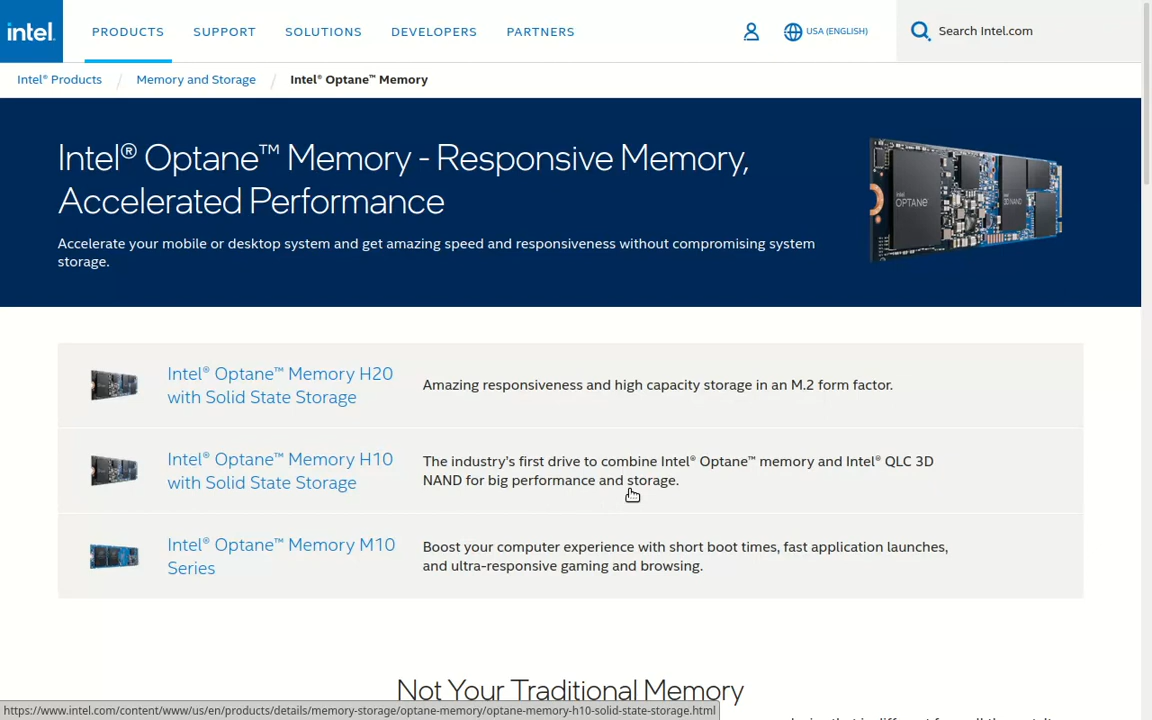 intel.
PRODUCTS
SUPPORT
SOLUTIONS
DEVELOPERS
PARTNERS
USA (ENGLISH)
Search Intel.com
Intel® Products
Memory and Storage
Intel® Optane™ Memory
Intel® Optane™ Memory - Responsive Memory,
Accelerated Performance
Accelerate your mobile or desktop system and get amazing speed and responsiveness without compromising system
storage.
intel
OPTANE
3D NAND
Intel® Optane™ Memory H20
with Solid State Storage
Amazing responsiveness and high capacity storage in an M.2 form factor.
Intel® Optane™ Memory H10
with Solid State Storage
The industry's first drive to combine Intel® Optane™ memory and Intel® QLC 3D
NAND for big performance and storage.
Intel® Optane™ Memory M10
Series
Boost your computer experience with short boot times, fast application launches,
and ultra-responsive gaming and browsing.
Not Your Traditional Memory
https://www.intel.com/content/www/us/en/products/details/memory-storage/optane-memory/optane-memory-h10-solid-state-storage.html